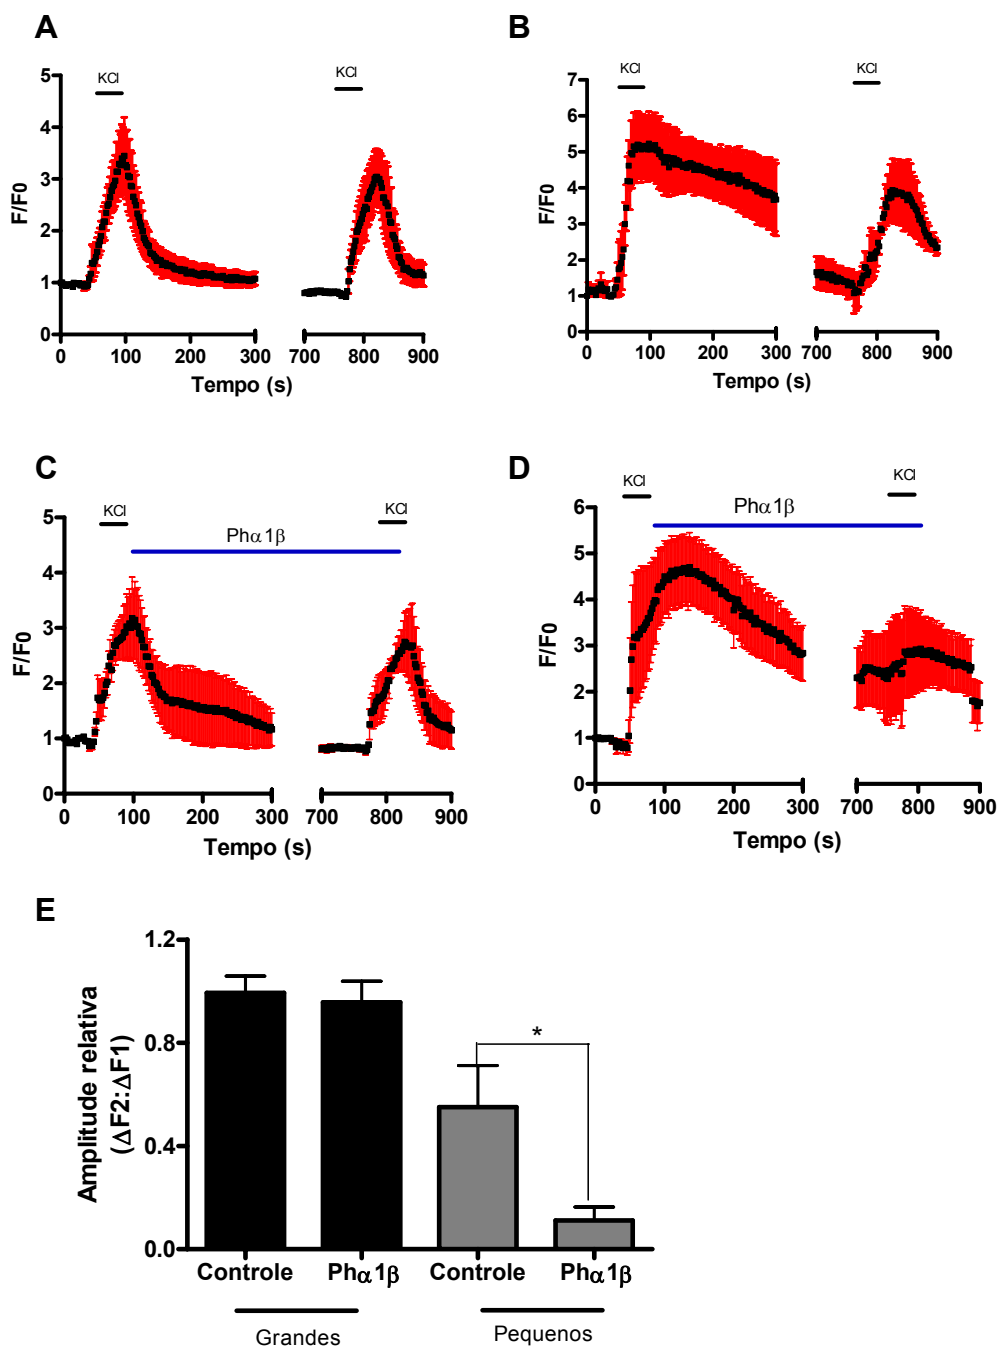 A
KCl
KCl
5
4
3
2
1
0
F/F0
0 100 200 300 700 800 900
Tempo (s)
B
KCl
KCl
7
6
5
4
3
2
1
0
F/F0
0 100 200 300 700 800 900
Tempo (s)
C
KCl
KCl
Phα1β
5
4
3
2
1
0
F/F0
0 100 200 300 700 800 900
Tempo (s)
D
KCl
KCl
Phα1β
6
5
4
3
2
1
0
F/F0
0 100 200 300 700 800 900
Tempo (s)
E
1.2
0.8
0.4
0.0
Amplitude relativa
(ΔF2:ΔF1)
*
Controle Phα1β Controle Phα1β
Grandes Pequenos